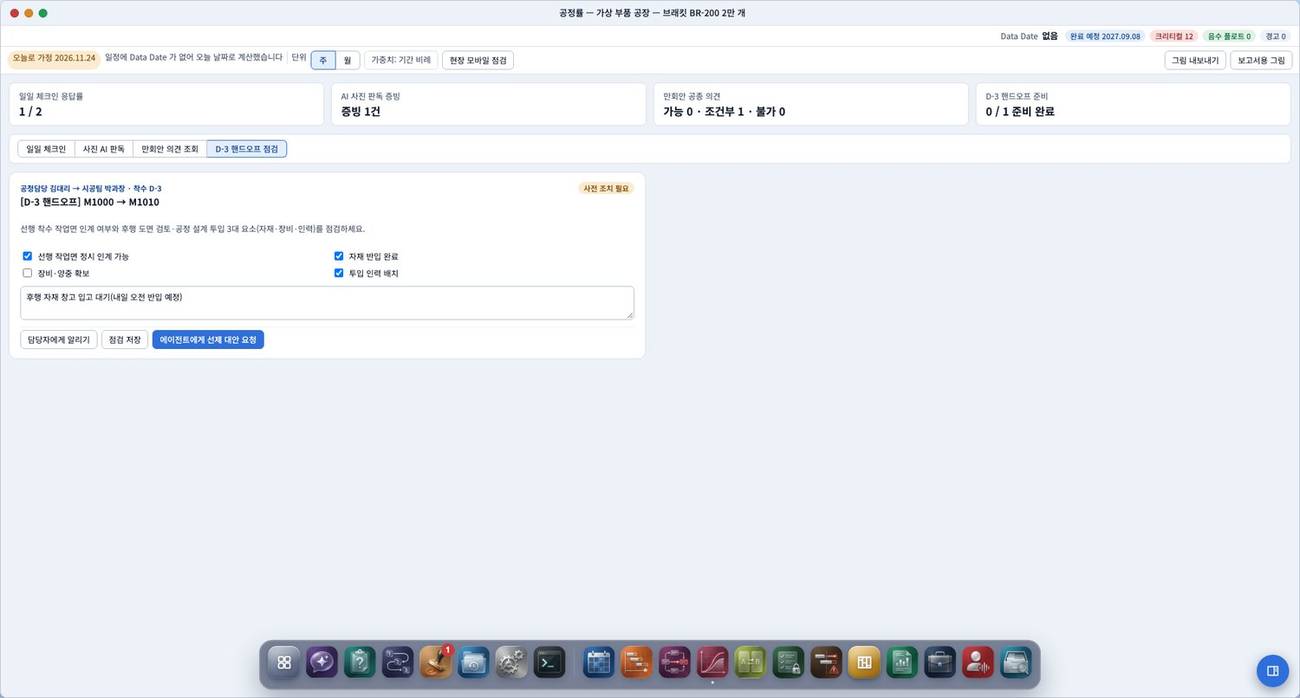 공정률 — 가상 부품 공장 — 브래킷 BR-200 2만 개
Data Date 없음 완료 예정 2027.09.08 크리티컬 12 음수 플로트 0 경고 0
오늘로 가정 2026.11.24 일정에 Data Date 가 없어 오늘 날짜로 계산했습니다 단위 주 월 가중치: 기간 비례 현장 모바일 점검 그림 내보내기 보고서용 그림
일일 체크인 응답률
1 / 2
AI 사진 판독 증빙
증빙 1건
만회안 공종 의견
가능 0 · 조건부 1 · 불가 0
D-3 핸드오프 준비
0 / 1 준비 완료
일일 체크인 사진 AI 판독 만회안 의견 조회 D-3 핸드오프 점검
공정담당 김대리 → 시공팀 박과장 · 착수 D-3 사전 조치 필요
[D-3 핸드오프] M1000 → M1010
선행 착수 작업면 인계 여부와 후행 도면 검토·공정 설계 투입 3대 요소(자재·장비·인력)를 점검하세요.
선행 작업면 정시 인계 가능 자재 반입 완료
장비·양중 확보 투입 인력 배치
후행 자재 창고 입고 대기(내일 오전 반입 예정)
담당자에게 알리기 점검 저장 에이전트에게 선제 대안 요청
1